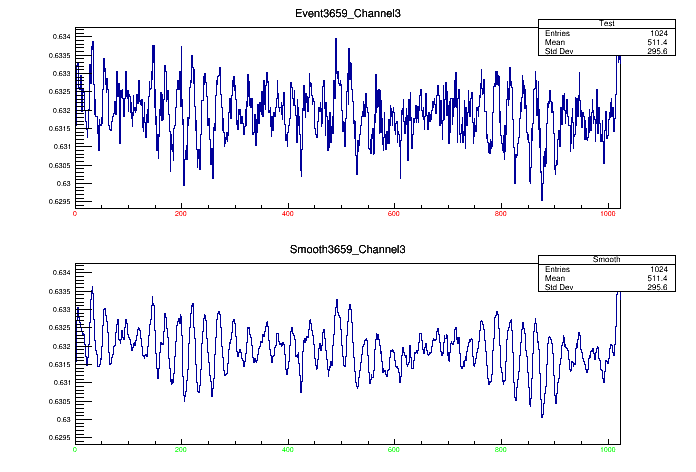 Event3659_Channel3
Test
Entries 1024
Mean 511.4
Std Dev 295.6
0.634
0.6335
0.633
0.6325
0.632
0.6315
0.631
0.6305
0.63
0.6295
0 200 400 600 800 1000
Smooth3659_Channel3
Smooth
Entries 1024
Mean 511.4
Std Dev 295.6
0.634
0.6335
0.633
0.6325
0.632
0.6315
0.631
0.6305
0.63
0.6295
0 200 400 600 800 1000